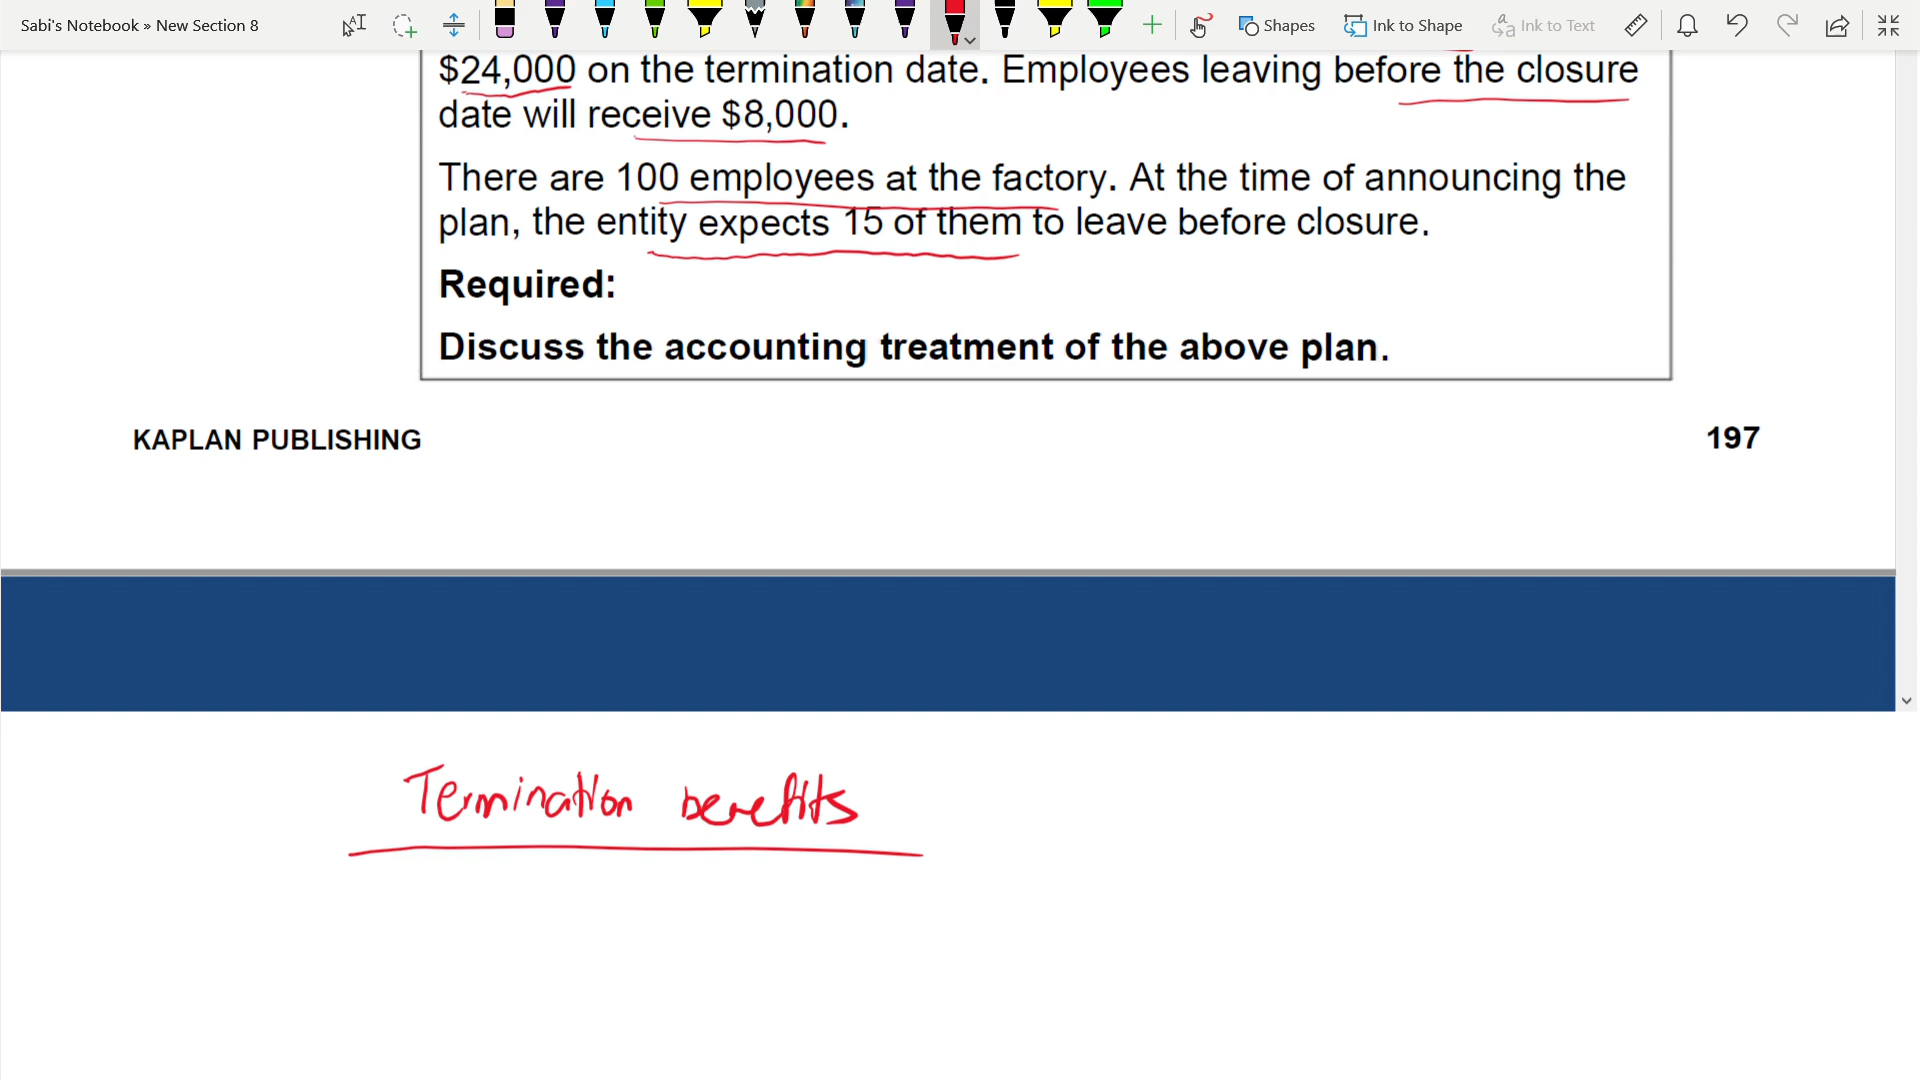 Sabi's Notebook » New Section 8
Shapes
Ink to Shape
Ink to Text
$24,000 on the termination date. Employees leaving before the closure
date will receive $8,000.
There are 100 employees at the factory. At the time of announcing the
plan, the entity expects 15 of them to leave before closure.
Required:
Discuss the accounting treatment of the above plan.
KAPLAN PUBLISHING
197
Termination benefits